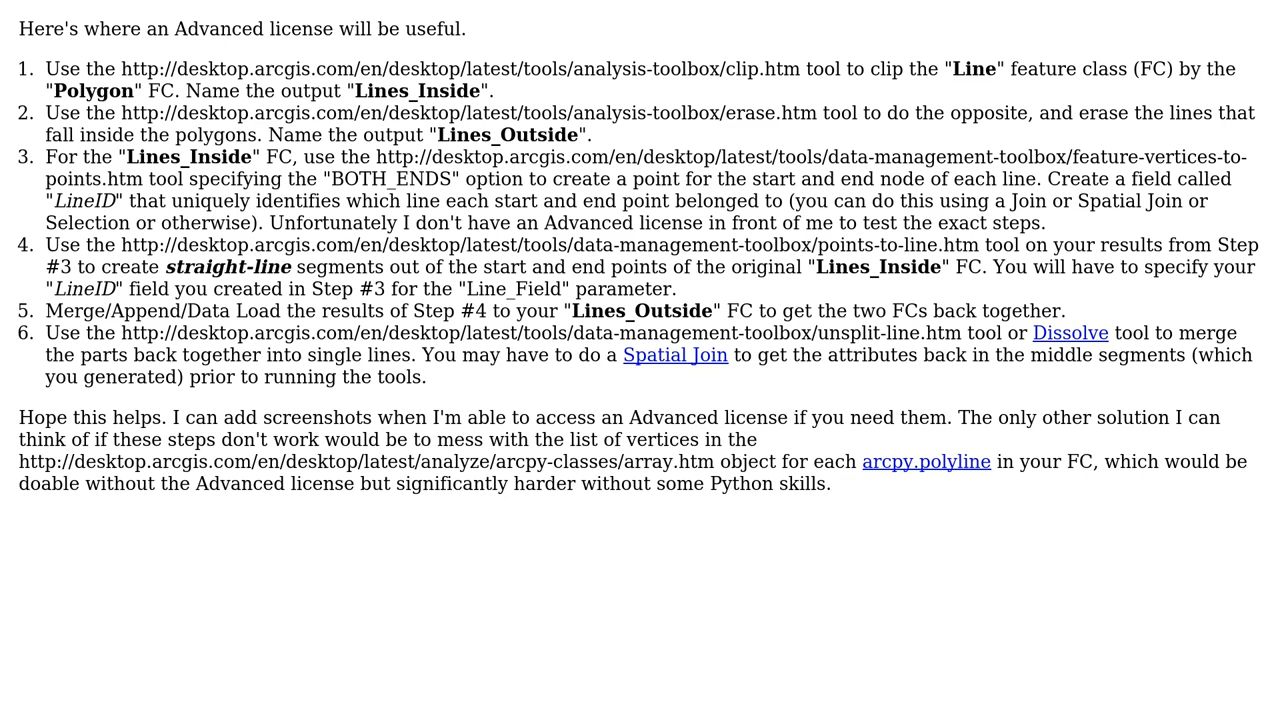 Here's where an Advanced license will be useful.
1. Use the http://desktop.arcgis.com/en/desktop/latest/tools/analysis-toolbox/clip.htm tool to clip the "Line" feature class (FC) by the
"Polygon" FC. Name the output "Lines_Inside".
2. Use the http://desktop.arcgis.com/en/desktop/latest/tools/analysis-toolbox/erase.htm tool to do the opposite, and erase the lines that
fall inside the polygons. Name the output "Lines_Outside".
3. For the "Lines_Inside" FC, use the http://desktop.arcgis.com/en/desktop/latest/tools/data-management-toolbox/feature-vertices-to-
points.htm tool specifying the "BOTH_ENDS" option to create a point for the start and end node of each line. Create a field called
"LineID" that uniquely identifies which line each start and end point belonged to (you can do this using a Join or Spatial Join or
Selection or otherwise). Unfortunately I don't have an Advanced license in front of me to test the exact steps.
4. Use the http://desktop.arcgis.com/en/desktop/latest/tools/data-management-toolbox/points-to-line.htm tool on your results from Step
#3 to create straight-line segments out of the start and end points of the original "Lines_Inside" FC. You will have to specify your
"LineID" field you created in Step #3 for the "Line_Field" parameter.
5. Merge/Append/Data Load the results of Step #4 to your "Lines_Outside" FC to get the two FCs back together.
6. Use the http://desktop.arcgis.com/en/desktop/latest/tools/data-management-toolbox/unsplit-line.htm tool or Dissolve tool to merge
the parts back together into single lines. You may have to do a Spatial Join to get the attributes back in the middle segments (which
you generated) prior to running the tools.
Hope this helps. I can add screenshots when I'm able to access an Advanced license if you need them. The only other solution I can
think of if these steps don't work would be to mess with the list of vertices in the
http://desktop.arcgis.com/en/desktop/latest/analyze/arcpy-classes/array.htm object for each arcpy.polyline in your FC, which would be
doable without the Advanced license but significantly harder without some Python skills.